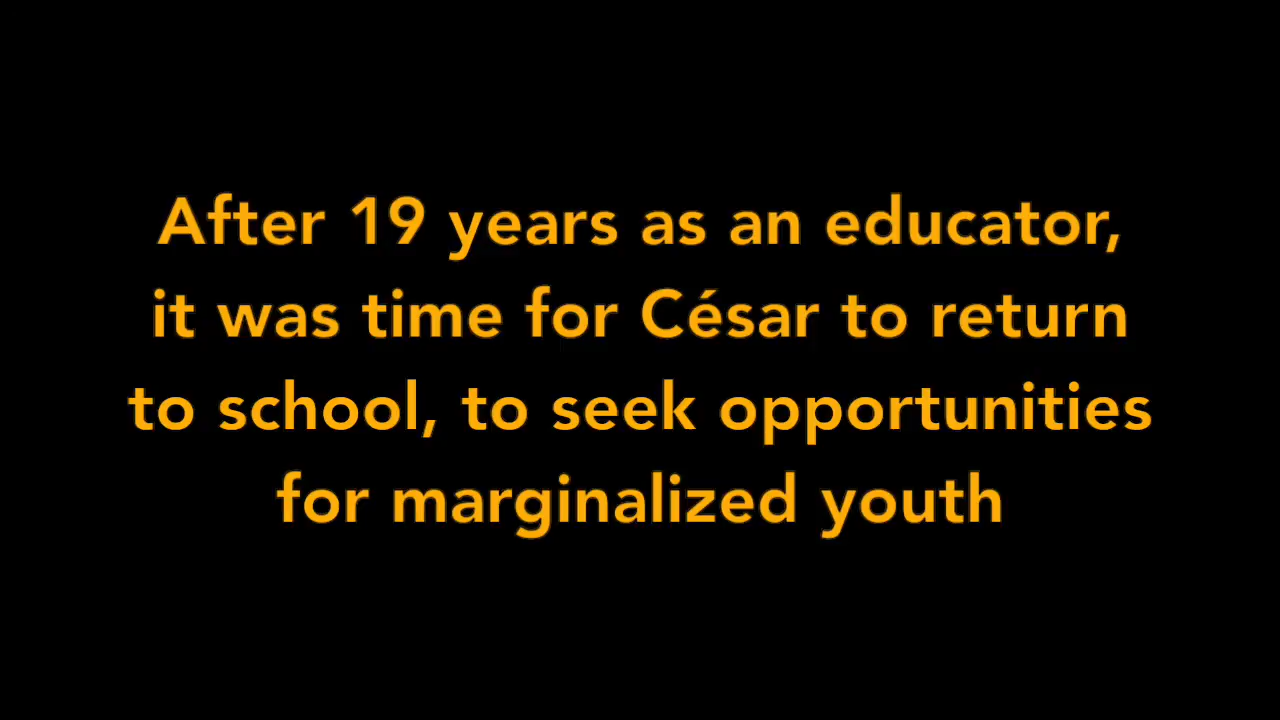 After 19 years as an educator,
it was time for César to return
to school, to seek opportunities
for marginalized youth